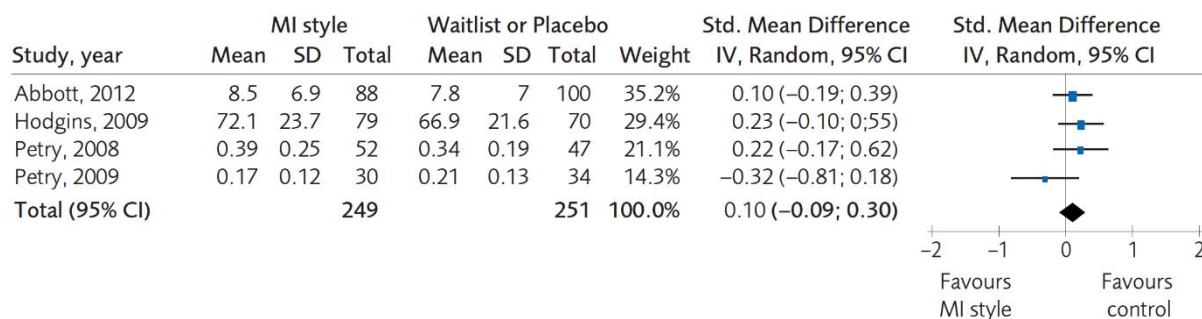 MI style Waitlist or Placebo Std. Mean Difference Std. Mean Difference
Study, year Mean SD Total Mean SD Total Weight IV, Random, 95% CI IV, Random, 95% CI
Abbott, 2012 8.5 6.9 88 7.8 7 100 35.2% 0.10 (–0.19; 0.39)
Hodgins, 2009 72.1 23.7 79 66.9 21.6 70 29.4% 0.23 (–0.10; 0;55)
Petry, 2008 0.39 0.25 52 0.34 0.19 47 21.1% 0.22 (–0.17; 0.62)
Petry, 2009 0.17 0.12 30 0.21 0.13 34 14.3% –0.32 (–0.81; 0.18)
Total (95% CI) 249 251 100.0% 0.10 (–0.09; 0.30)
–2 –1 0 1 2
Favours Favours
MI style control